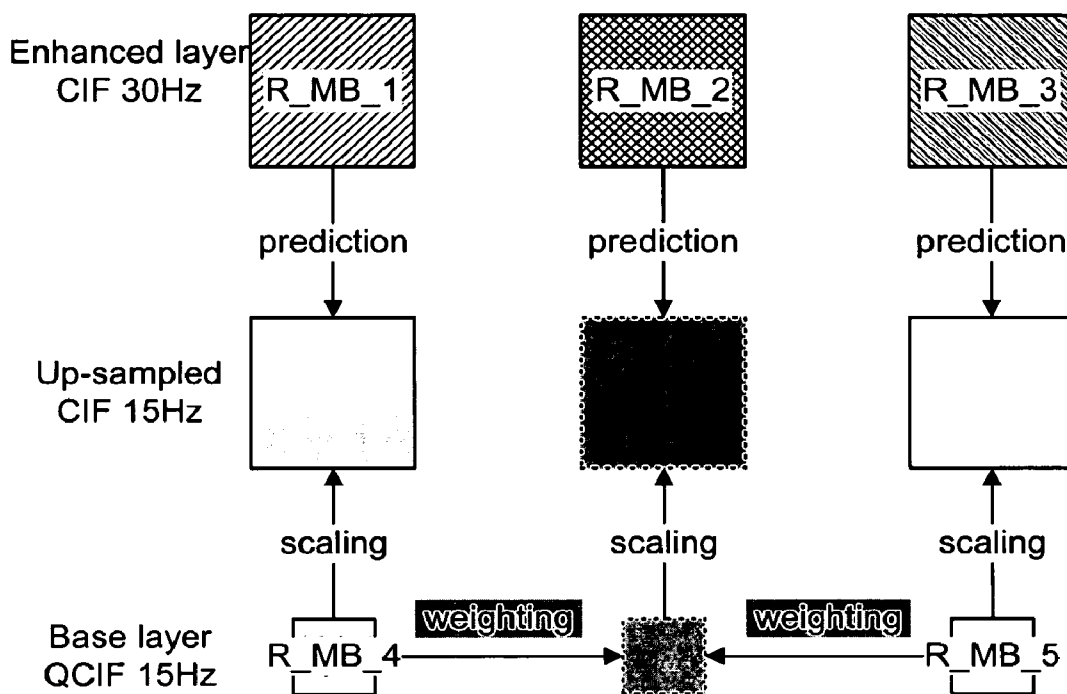 Enhanced layer
CIF 30Hz
R_MB_1
R_MB_2
R_MB_3
prediction
prediction
prediction
Up-sampled
CIF 15Hz
scaling
scaling
scaling
weighting
weighting
Base layer
QCIF 15Hz
R_MB_4
R_MB_5